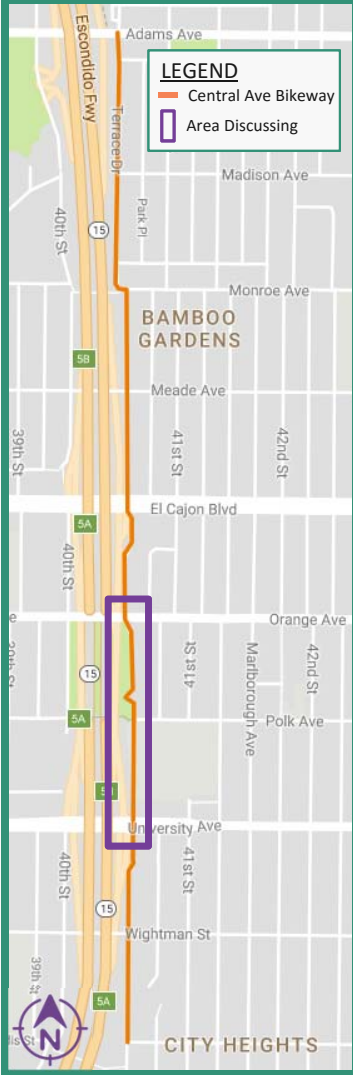 Adams Ave
Escondido Fwy
Terrace Dr
LEGEND
Central Ave Bikeway
Area Discussing
Madison Ave
40th St
Park Pl
15
Monroe Ave
BAMBOO
GARDENS
5B
Meade Ave
39th St
41st St
42nd St
El Cajon Blvd
5A
40th St
Orange Ave
41st St
Marlborough Ave
42nd St
15
5A
Polk Ave
University Ave
40th St
41st St
15
Wightman St
39th St
5A
N
CITY HEIGHTS